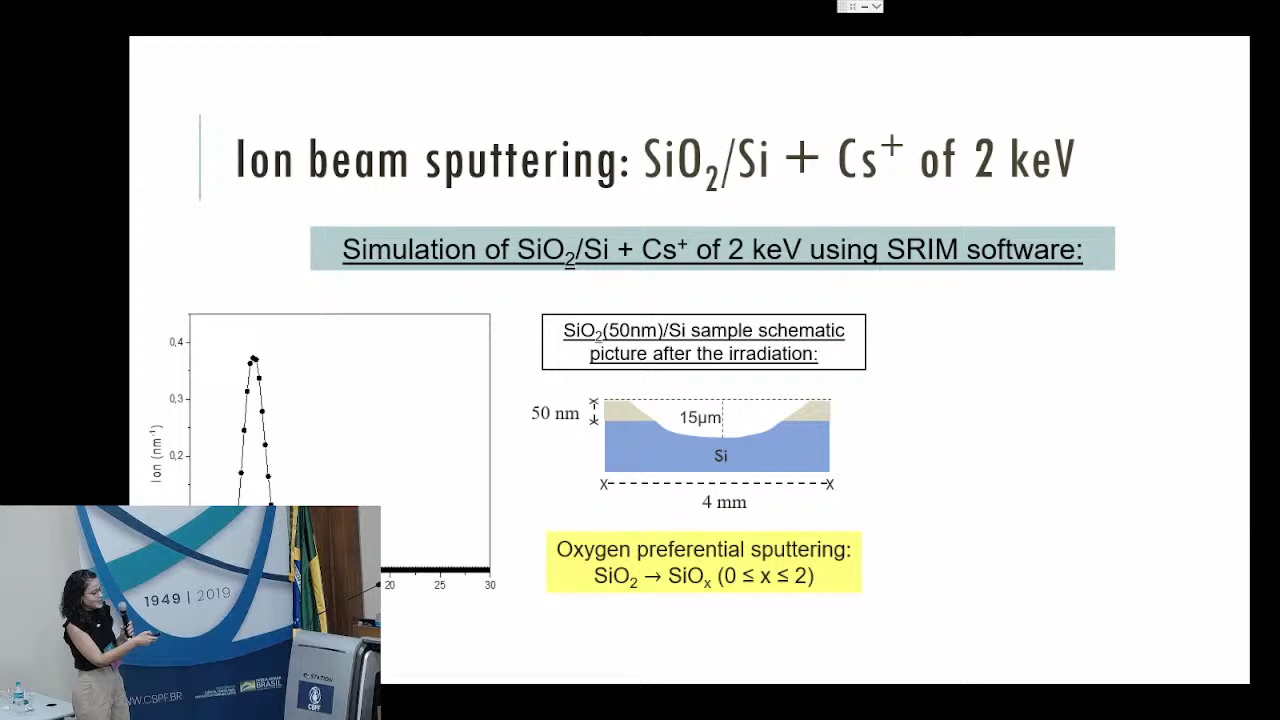 Ion beam sputtering: SiO₂/Si + Cs⁺ of 2 keV
Simulation of SiO₂/Si + Cs⁺ of 2 keV using SRIM software:
0,4
0,3
0,2
Ion (nm⁻¹)
20
25
30
SiO₂(50nm)/Si sample schematic
picture after the irradiation:
50 nm
15µm
Si
4 mm
Oxygen preferential sputtering:
SiO₂ → SiOₓ (0 ≤ x ≤ 2)
1949 | 2019
WWW.CBPF.BR
BRASIL
e-STATION
CBPF